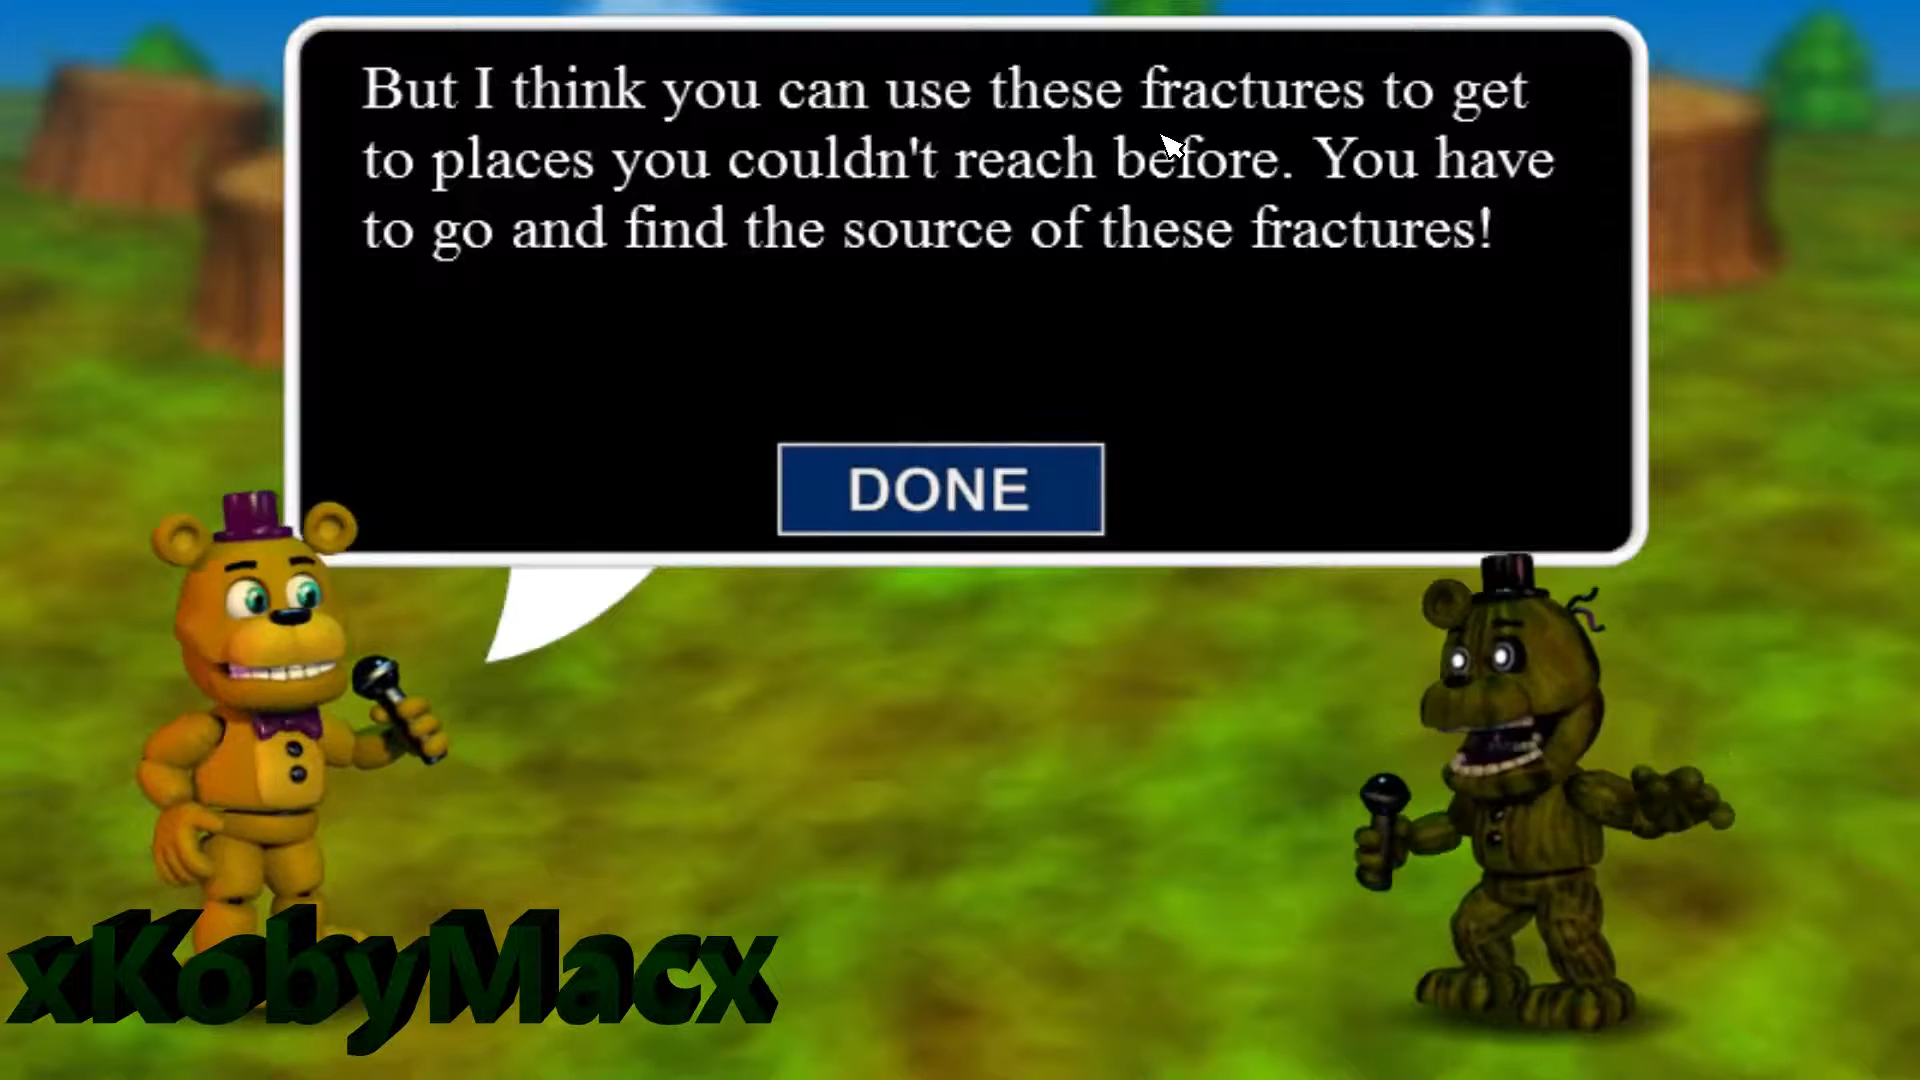 But I think you can use these fractures to get
to places you couldn't reach before. You have
to go and find the source of these fractures!
DONE
xKobyMacx